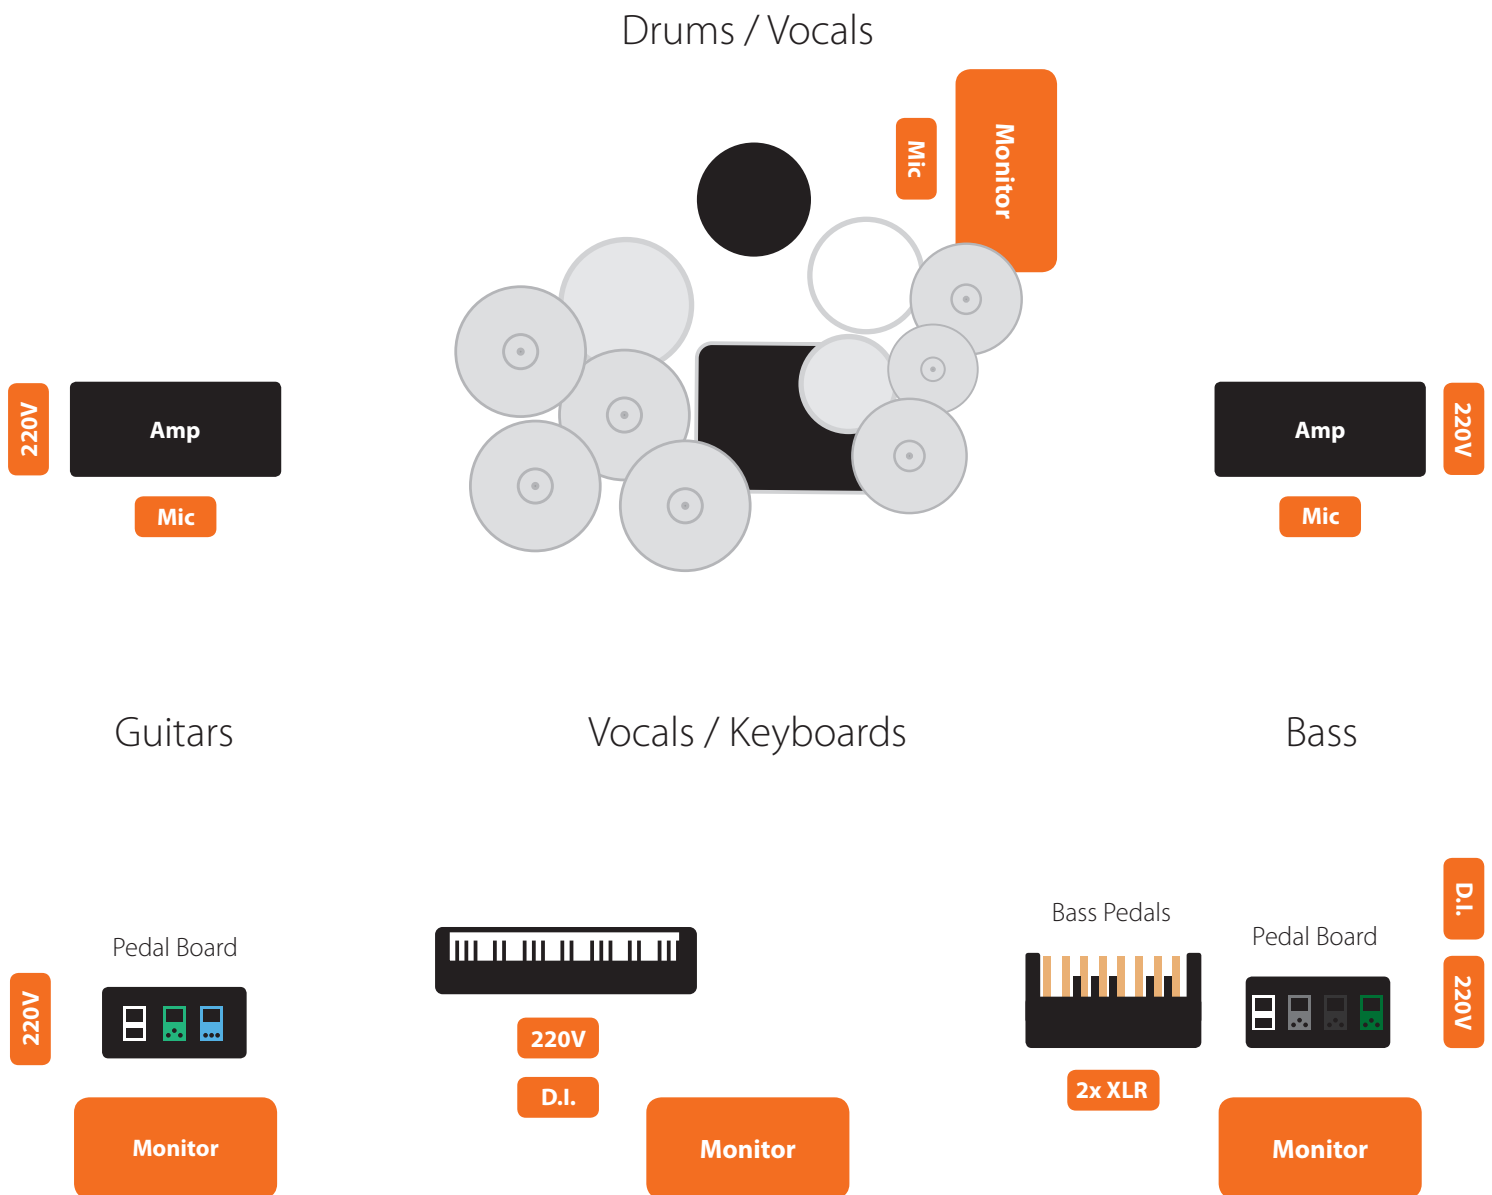 Drums / Vocals
Mic
Monitor
220V
Amp
Mic
Amp
220V
Mic
Guitars
Vocals / Keyboards
Bass
Pedal Board
220V
Monitor
220V
D.I.
Monitor
Bass Pedals
2x XLR
Pedal Board
D.I.
220V
Monitor